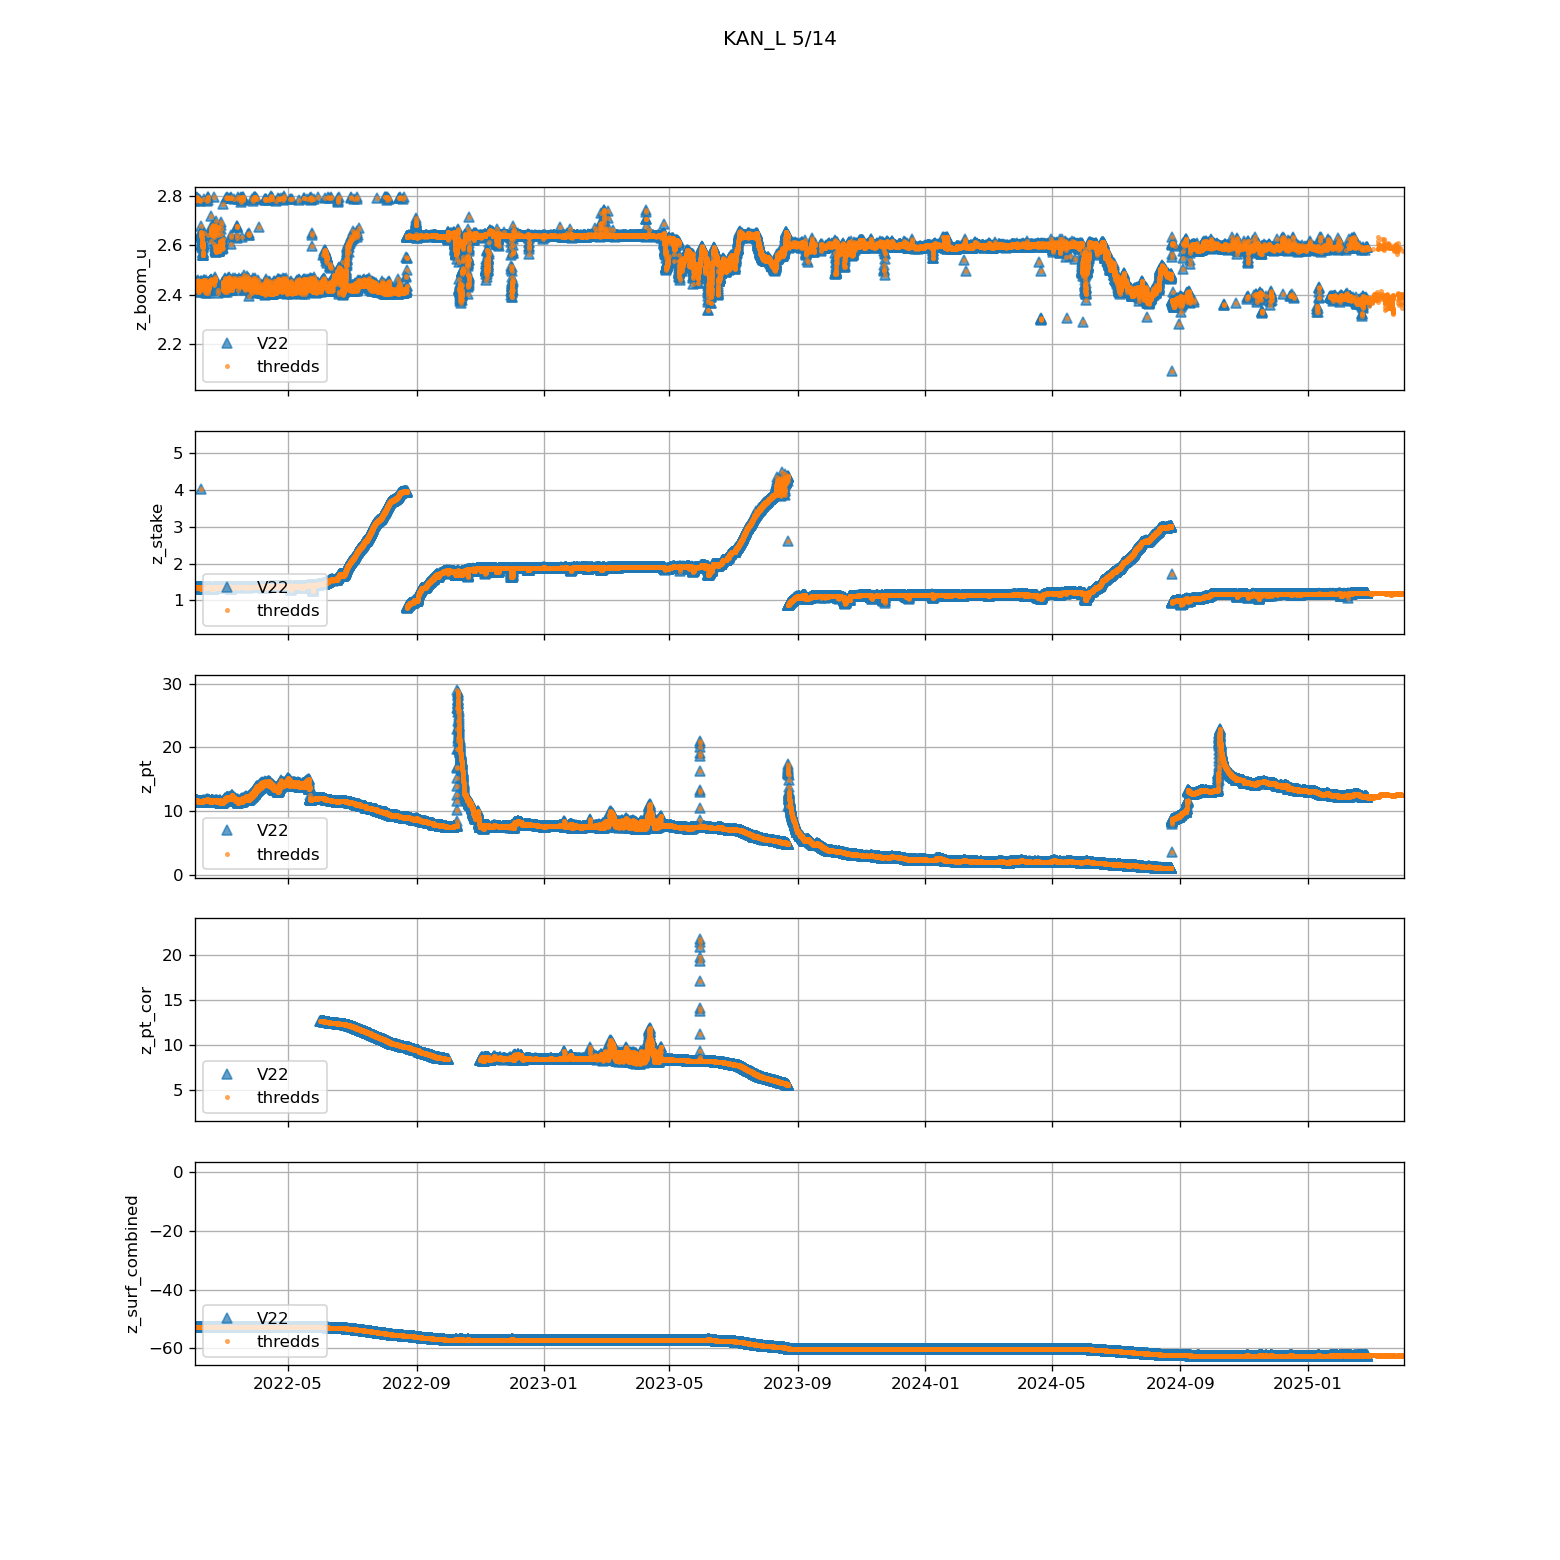 KAN_L 5/14
2.8
2.6
2.4
2.2
z_boom_u
V22
thredds
5
4
3
2
1
z_stake
V22
thredds
30
20
10
0
z_pt
V22
thredds
20
15
10
5
z_pt_cor
V22
thredds
0
−20
−40
−60
z_surf_combined
V22
thredds
2022-05 2022-09 2023-01 2023-05 2023-09 2024-01 2024-05 2024-09 2025-01